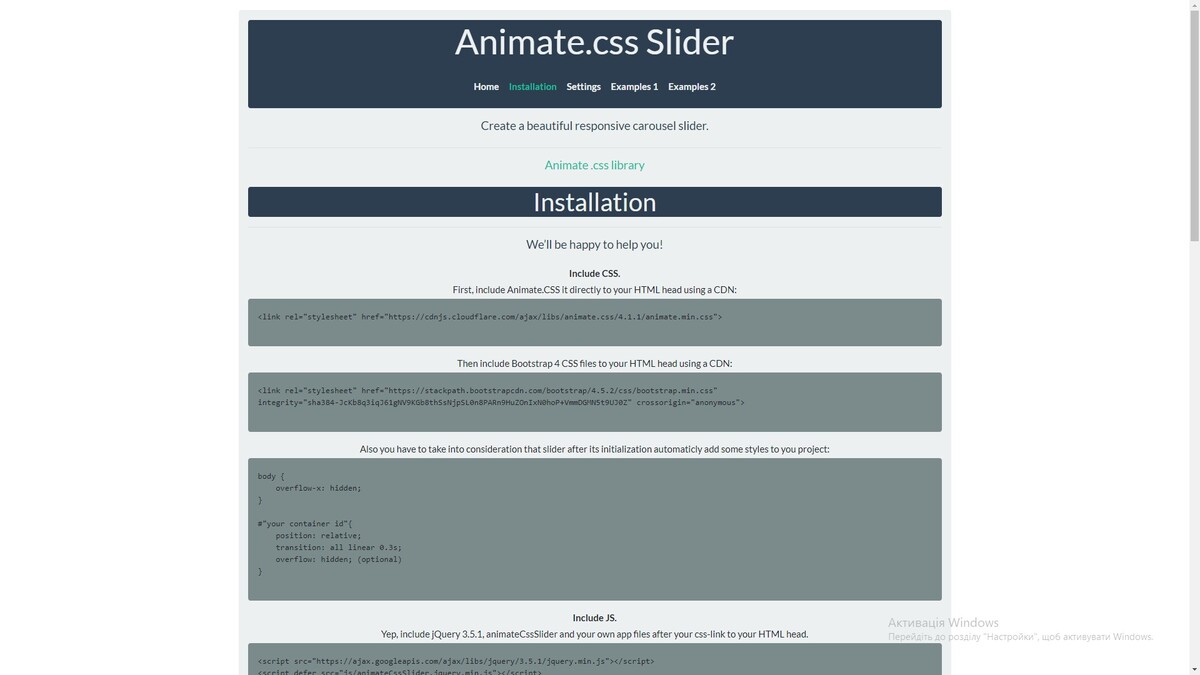 Animate.css Slider
Home Installation Settings Examples 1 Examples 2
Create a beautiful responsive carousel slider.
Animate .css library
Installation
We'll be happy to help you!
Include CSS.
First, include Animate.CSS it directly to your HTML head using a CDN:
<link rel="stylesheet" href="https://cdnjs.cloudflare.com/ajax/libs/animate.css/4.1.1/animate.min.css">
Then include Bootstrap 4 CSS files to your HTML head using a CDN:
<link rel="stylesheet" href="https://stackpath.bootstrapcdn.com/bootstrap/4.5.2/css/bootstrap.min.css"
crossorigin="anonymous">
Also you have to take into consideration that slider after its initialization automaticly add some styles to you project:
body {
overflow-x: hidden;
}
#"your container id"{
position: relative;
transition: all linear 0.3s;
overflow: hidden; (optional)
}
Include JS.
Yep, include jQuery 3.5.1, animateCssSlider and your own app files after your css-link to your HTML head.
<script src="https://ajax.googleapis.com/ajax/libs/jquery/3.5.1/jquery.min.js"></script>
<script defer src="js/animateCssSlider.jquery.min.js"></script>
Активація Windows
Перейдіть до розділу "Настройки", щоб активувати Windows.